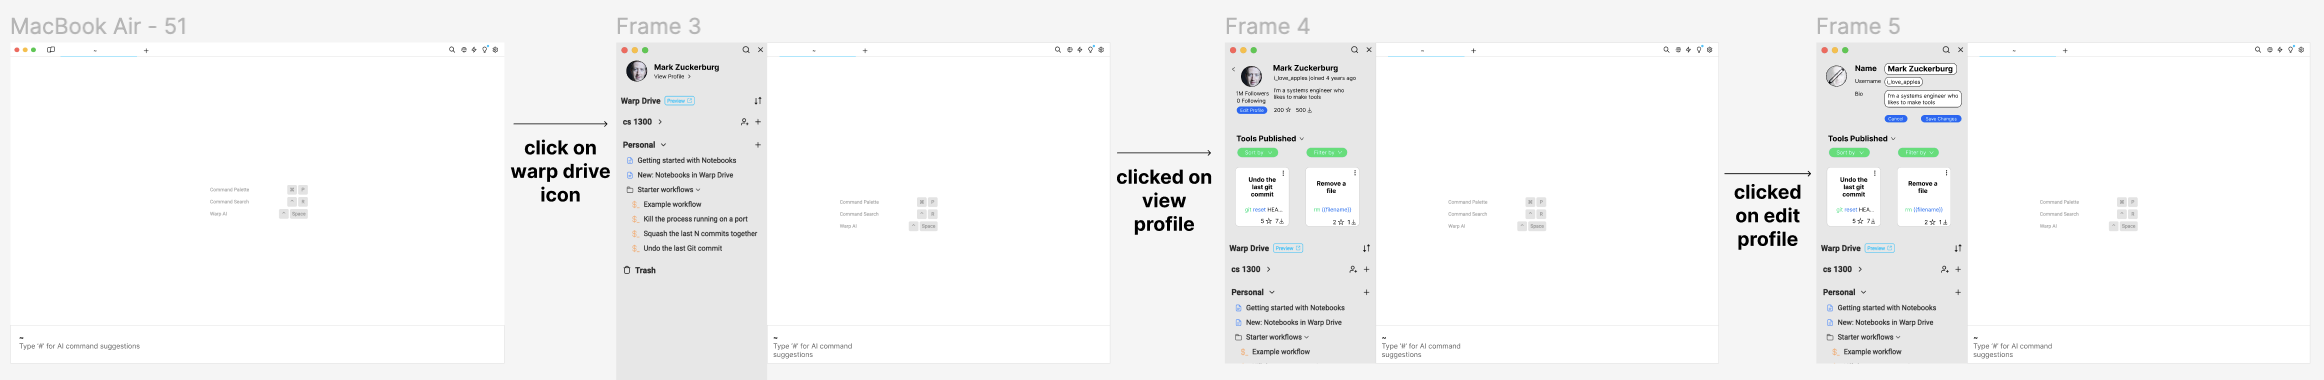 MacBook Air - 51
~
+
Command Palette ⌘ P
Command Search ^ R
Warp AI ^ Space
~
Type '#' for AI command suggestions
click on
warp drive
icon
Frame 3
Mark Zuckerburg
View Profile >
Warp Drive Preview
cs 1300 >
Personal
Getting started with Notebooks
New: Notebooks in Warp Drive
Starter workflows
Example workflow
Kill the process running on a port
Squash the last N commits together
Undo the last Git commit
Trash
~
+
Command Palette ⌘ P
Command Search ^ R
Warp AI ^ Space
~
Type '#' for AI command
suggestions
clicked on
view
profile
Frame 4
Mark Zuckerburg
i_love_apples joined 4 years ago
1M Followers
0 Following
I'm a systems engineer who
likes to make tools
Edit Profile
200 ☆ 500
Tools Published
Sort by
Filter by
Undo the
last git
commit
git reset HEA...
5 ☆ 7
Remove a
file
rm {{filename}}
2 ☆ 1
Warp Drive Preview
cs 1300 >
Personal
Getting started with Notebooks
New: Notebooks in Warp Drive
Starter workflows
Example workflow
~
+
Command Palette ⌘ P
Command Search ^ R
Warp AI ^ Space
~
Type '#' for AI command
suggestions
clicked
on edit
profile
Frame 5
Name Mark Zuckerburg
Username i_love_apples
Bio
I'm a systems engineer who
likes to make tools
Cancel
Save Changes
Tools Published
Sort by
Filter by
Undo the
last git
commit
git reset HEA...
5 ☆ 7
Remove a
file
rm {{filename}}
2 ☆ 1
Warp Drive Preview
cs 1300 >
Personal
Getting started with Notebooks
New: Notebooks in Warp Drive
Starter workflows
Example workflow
~
+
Command Palette ⌘ P
Command Search ^ R
Warp AI ^ Space
~
Type '#' for AI command
suggestions